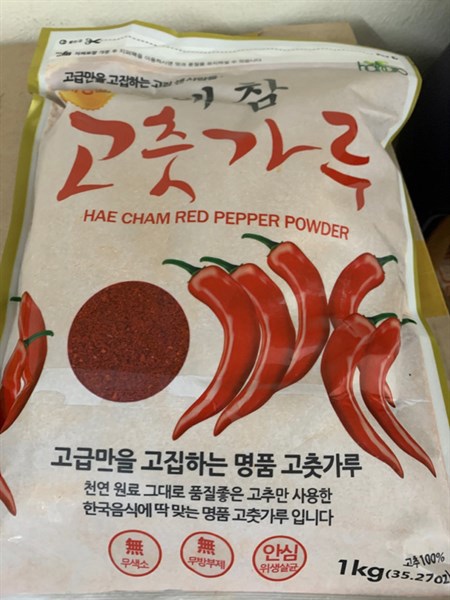 고급만을 고집하는 고집
참
고춧가루
HAE CHAM RED PEPPER POWDER
고급만을 고집하는 명품 고춧가루
천연 원료 그대로 품질좋은 고추만 사용한
한국음식에 딱 맞는 명품 고춧가루 입니다
無 無 안심
무색소 무방부제 위생살균
고추100%
1kg(35.27oz)